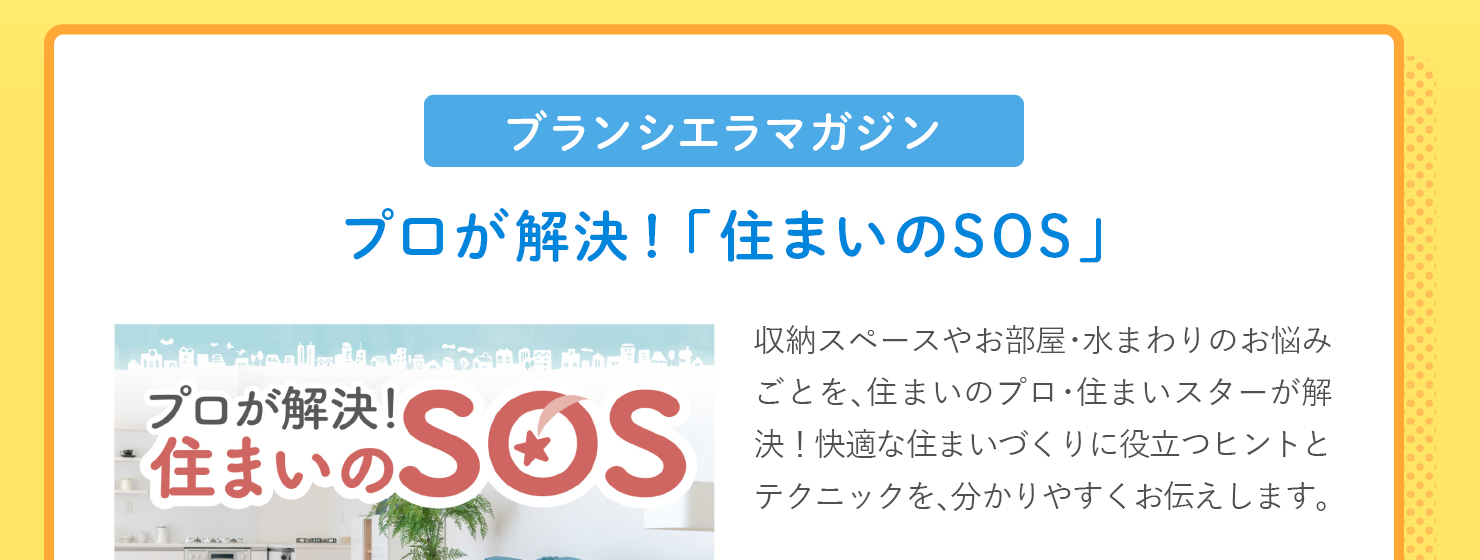 ブランシエラマガジン
プロが解決！「住まいのSOS」
プロが解決！
住まいのSOS
収納スペースやお部屋・水まわりのお悩み
ごとを、住まいのプロ・住まいスターが解
決！快適な住まいづくりに役立つヒントと
テクニックを、分かりやすくお伝えします。